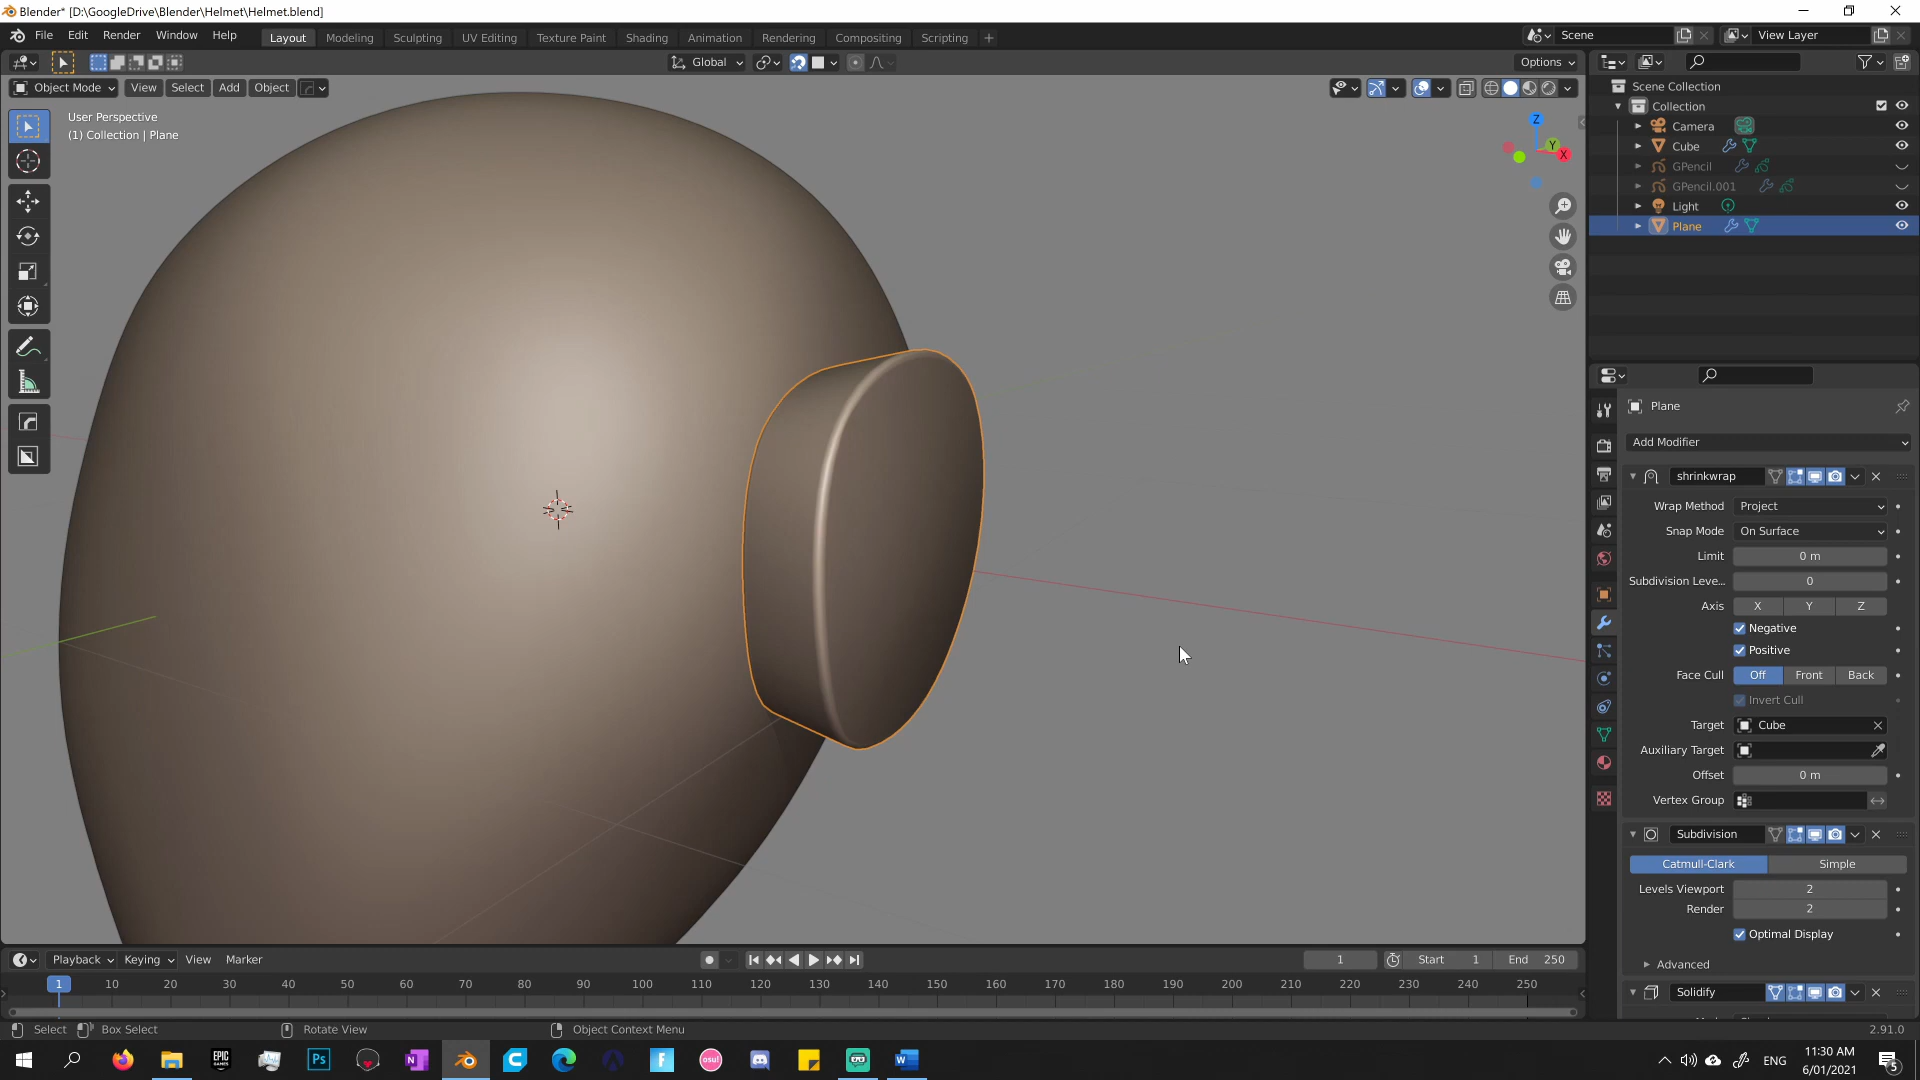 Blender* [D:\GoogleDrive\Blender\Helmet\Helmet.blend]
File Edit Render Window Help Layout Modeling Sculpting UV Editing Texture Paint Shading Animation Rendering Compositing Scripting + Scene View Layer
Global Options
Object Mode View Select Add Object
User Perspective
(1) Collection | Plane
Z
Y
X
Scene Collection
Collection
Camera
Cube
GPencil
GPencil.001
Light
Plane
Plane
Add Modifier
shrinkwrap
Wrap Method Project
Snap Mode On Surface
Limit 0 m
Subdivision Leve... 0
Axis X Y Z
Negative
Positive
Face Cull Off Front Back
Invert Cull
Target Cube
Auxiliary Target
Offset 0 m
Vertex Group
Subdivision
Catmull-Clark Simple
Levels Viewport 2
Render 2
Optimal Display
Advanced
Solidify
Playback Keying View Marker 1 Start 1 End 250
1 10 20 30 40 50 60 70 80 90 100 110 120 130 140 150 160 170 180 190 200 210 220 230 240 250
Select Box Select Rotate View Object Context Menu 2.91.0
EPIC GAMES Ps N osu! W ENG 11:30 AM
6/01/2021 5